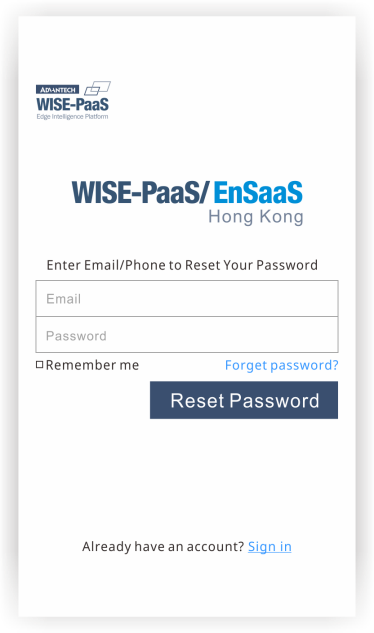 ADVANTECH
WISE-PaaS
Edge Intelligence Platform
WISE-PaaS/EnSaaS
Hong Kong
Enter Email/Phone to Reset Your Password
Email
Password
Remember me Forget password?
Reset Password
Already have an account? Sign in